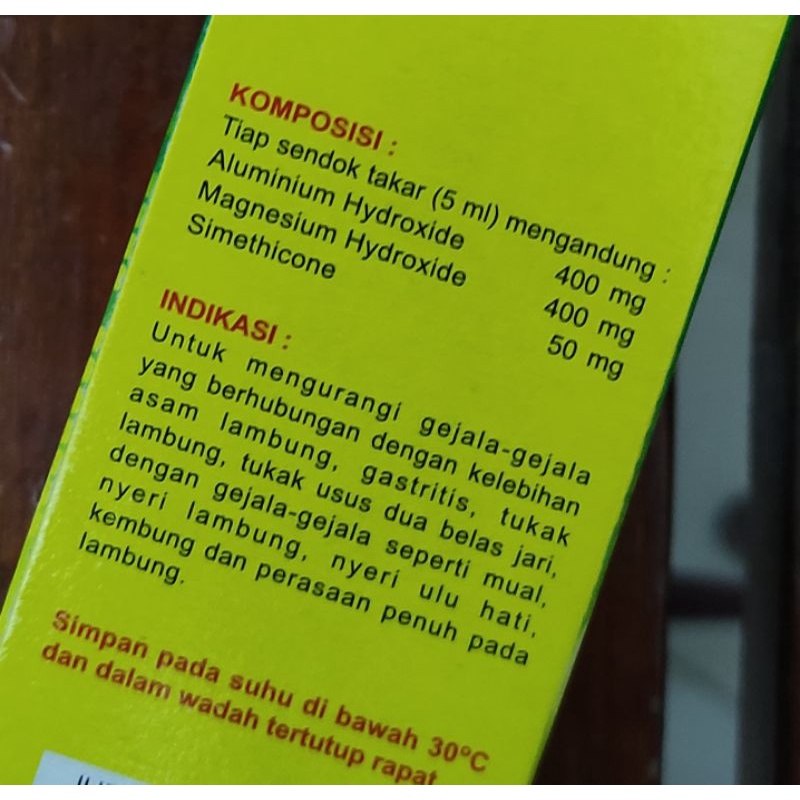 KOMPOSISI :
Tiap sendok takar (5 ml) mengandung :
Aluminium Hydroxide 400 mg
Magnesium Hydroxide 400 mg
Simethicone 50 mg
INDIKASI :
Untuk mengurangi gejala-gejala
yang berhubungan dengan kelebihan
asam lambung, gastritis, tukak
lambung, tukak usus dua belas jari,
dengan gejala-gejala seperti mual,
nyeri lambung, nyeri ulu hati,
kembung dan perasaan penuh pada
lambung.
Simpan pada suhu di bawah 30°C
dan dalam wadah tertutup rapat